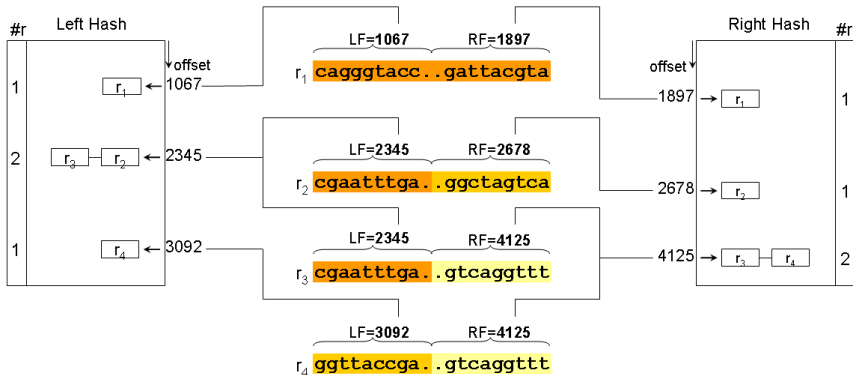 #r Left Hash LF=1067 RF=1897 Right Hash #r
offset offset
r1 cagggtacc..gattacgta
1 r1 1067 1897 r1 1
LF=2345 RF=2678
2 r3 r2 2345
r2 cgaatttga..ggctagtca
2678 r2 1
LF=2345 RF=4125
1 r4 3092 4125 r3 r4 2
r3 cgaatttga..gtcaggttt
LF=3092 RF=4125
r4 ggttaccga..gtcaggttt